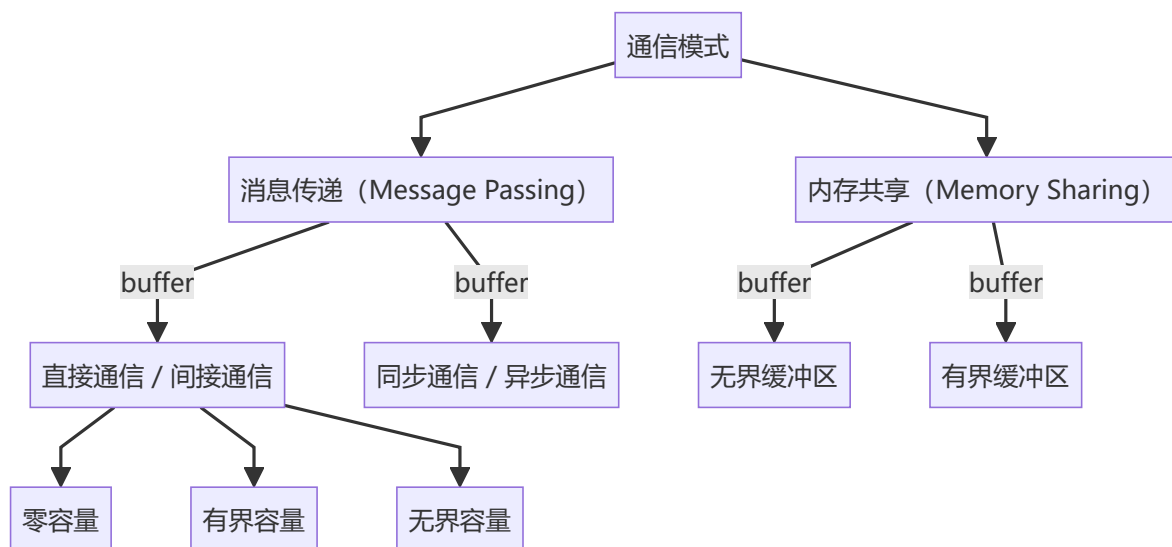 通信模式
消息传递（Message Passing）
内存共享（Memory Sharing）
buffer
buffer
buffer
buffer
直接通信 / 间接通信
同步通信 / 异步通信
无界缓冲区
有界缓冲区
零容量
有界容量
无界容量